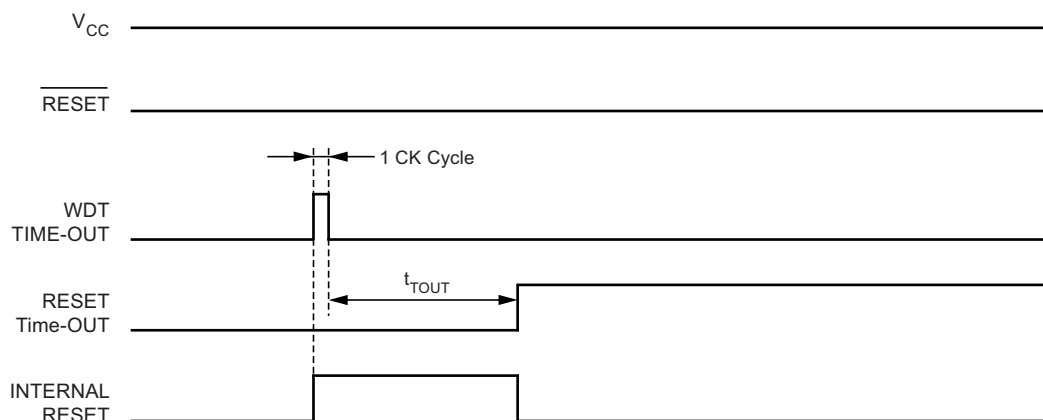 VCC
RESET
1 CK Cycle
WDT
TIME-OUT
tTOUT
RESET
Time-OUT
INTERNAL
RESET